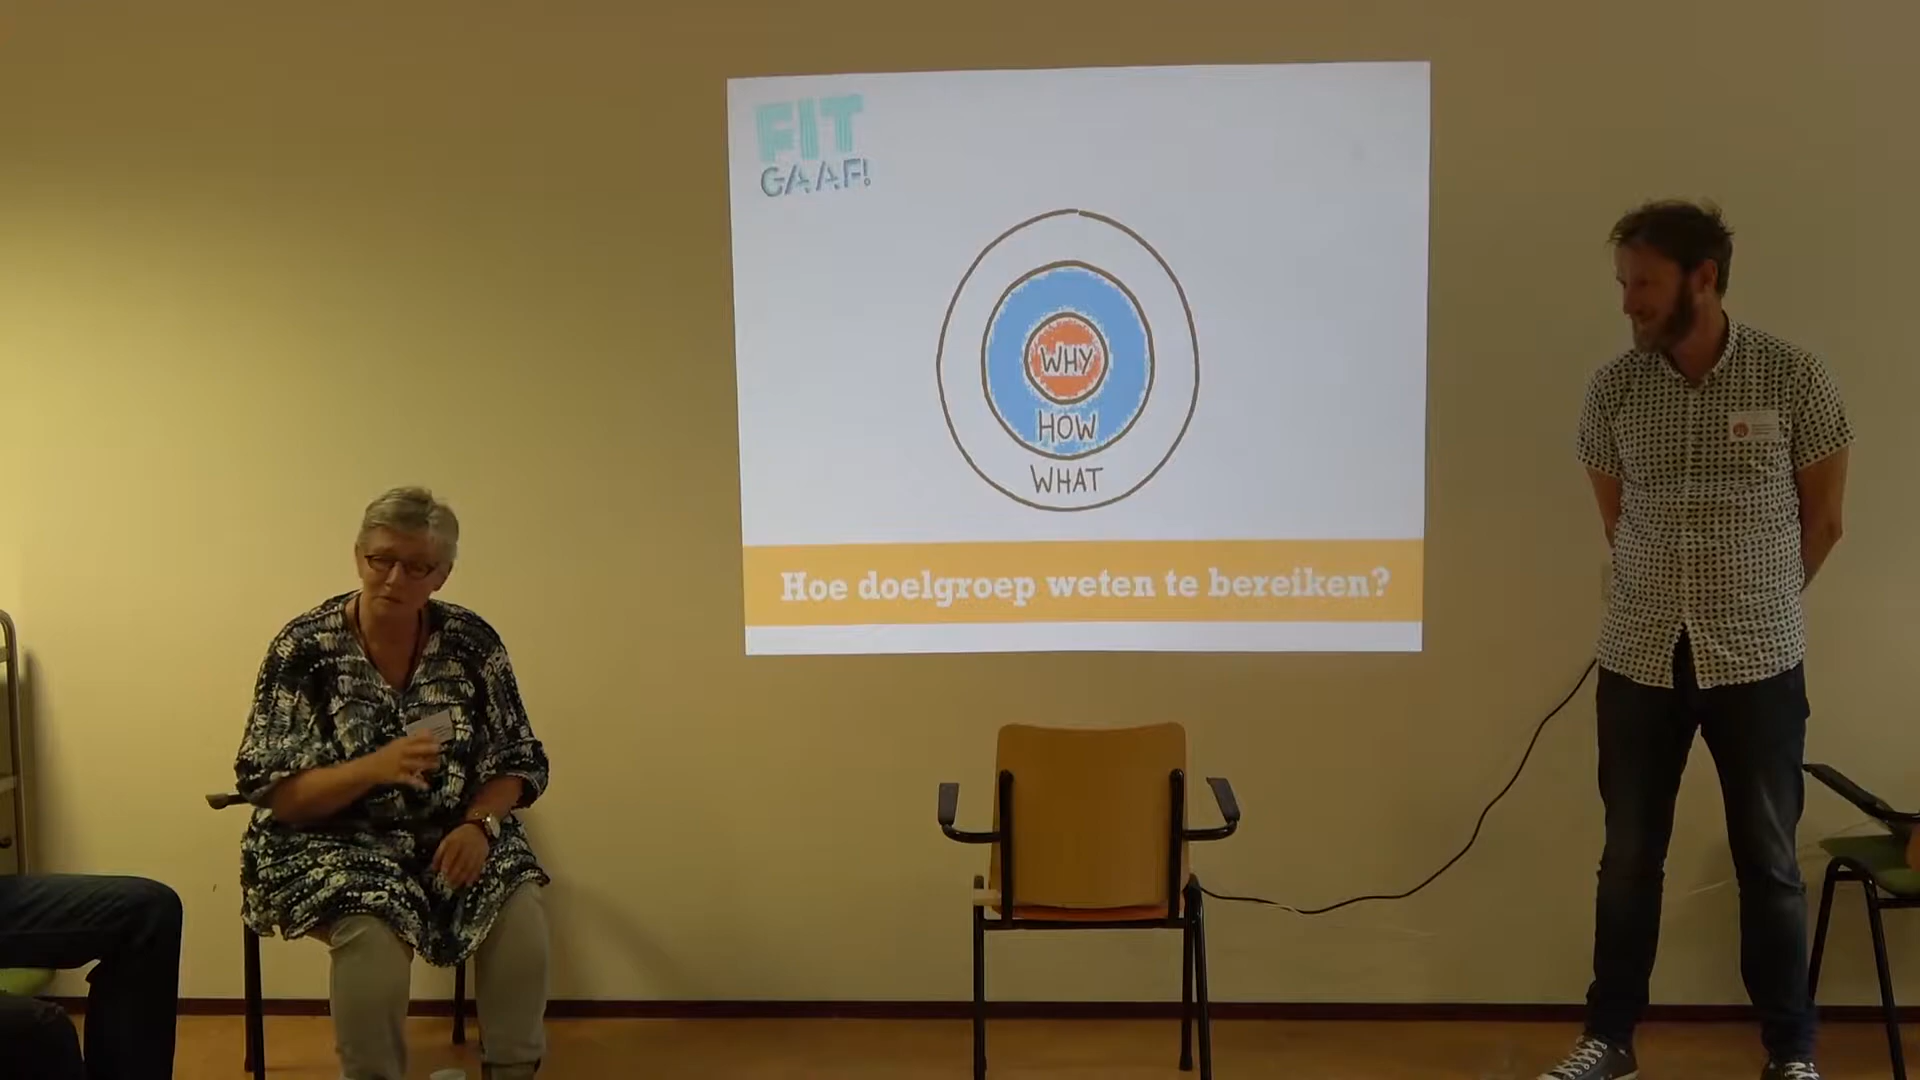 FIT
GAAF!
WHY
HOW
WHAT
Hoe doelgroep weten te bereiken?